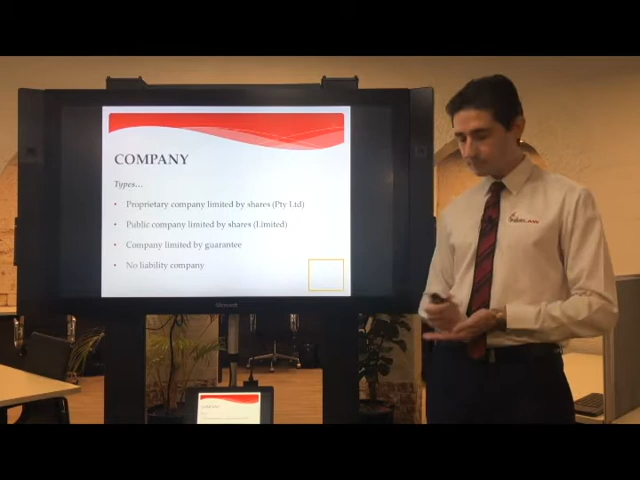 COMPANY
Types…
• Proprietary company limited by shares (Pty Ltd)
• Public company limited by shares (Limited)
• Company limited by guarantee
• No liability company